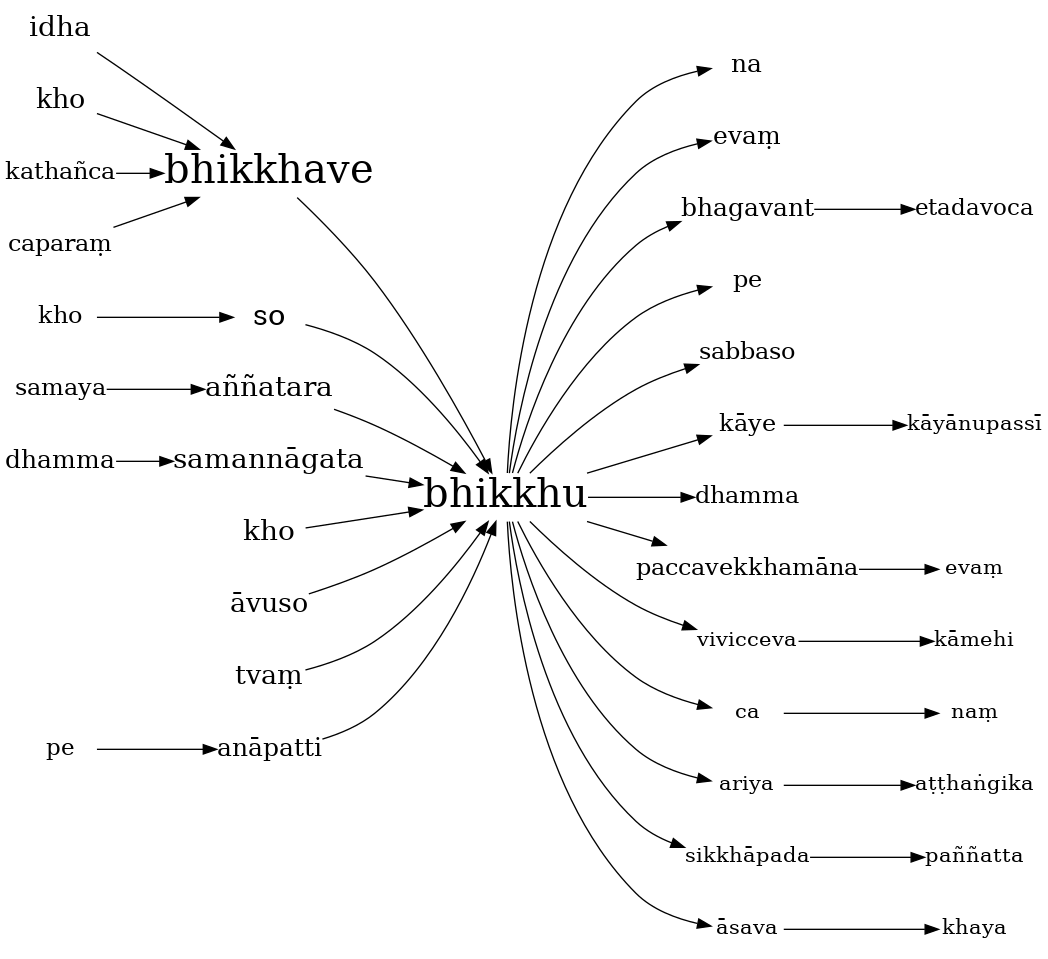 idha
kho
kathañca
caparaṃ
bhikkhave
kho
so
samaya
aññatara
dhamma
samannāgata
kho
āvuso
tvaṃ
pe
anāpatti
bhikkhu
na
evaṃ
bhagavant
etadavoca
pe
sabbaso
kāye
kāyānupassī
dhamma
paccavekkhamāna
evaṃ
vivicceva
kāmehi
ca
naṃ
ariya
aṭṭhaṅgika
sikkhāpada
paññatta
āsava
khaya